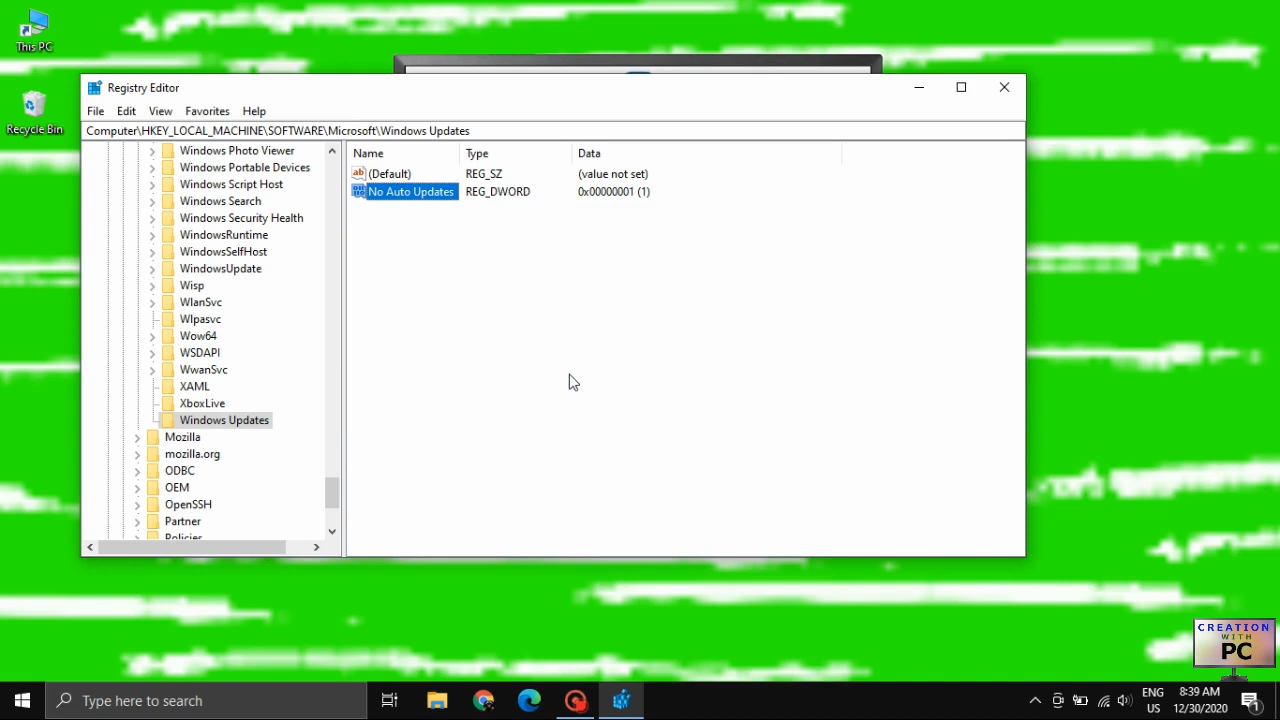 This PC
Recycle Bin
Registry Editor
File Edit View Favorites Help
Computer\HKEY_LOCAL_MACHINE\SOFTWARE\Microsoft\Windows Updates
Windows Photo Viewer
Windows Portable Devices
Windows Script Host
Windows Search
Windows Security Health
WindowsRuntime
WindowsSelfHost
WindowsUpdate
Wisp
WlanSvc
Wlpasvc
Wow64
WSDAPI
WwanSvc
XAML
XboxLive
Windows Updates
Mozilla
mozilla.org
ODBC
OEM
OpenSSH
Partner
Policies
Name Type Data
ab (Default) REG_SZ (value not set)
No Auto Updates REG_DWORD 0x00000001 (1)
CREATION
WITH
PC
Type here to search
ENG
US
8:39 AM
12/30/2020
1